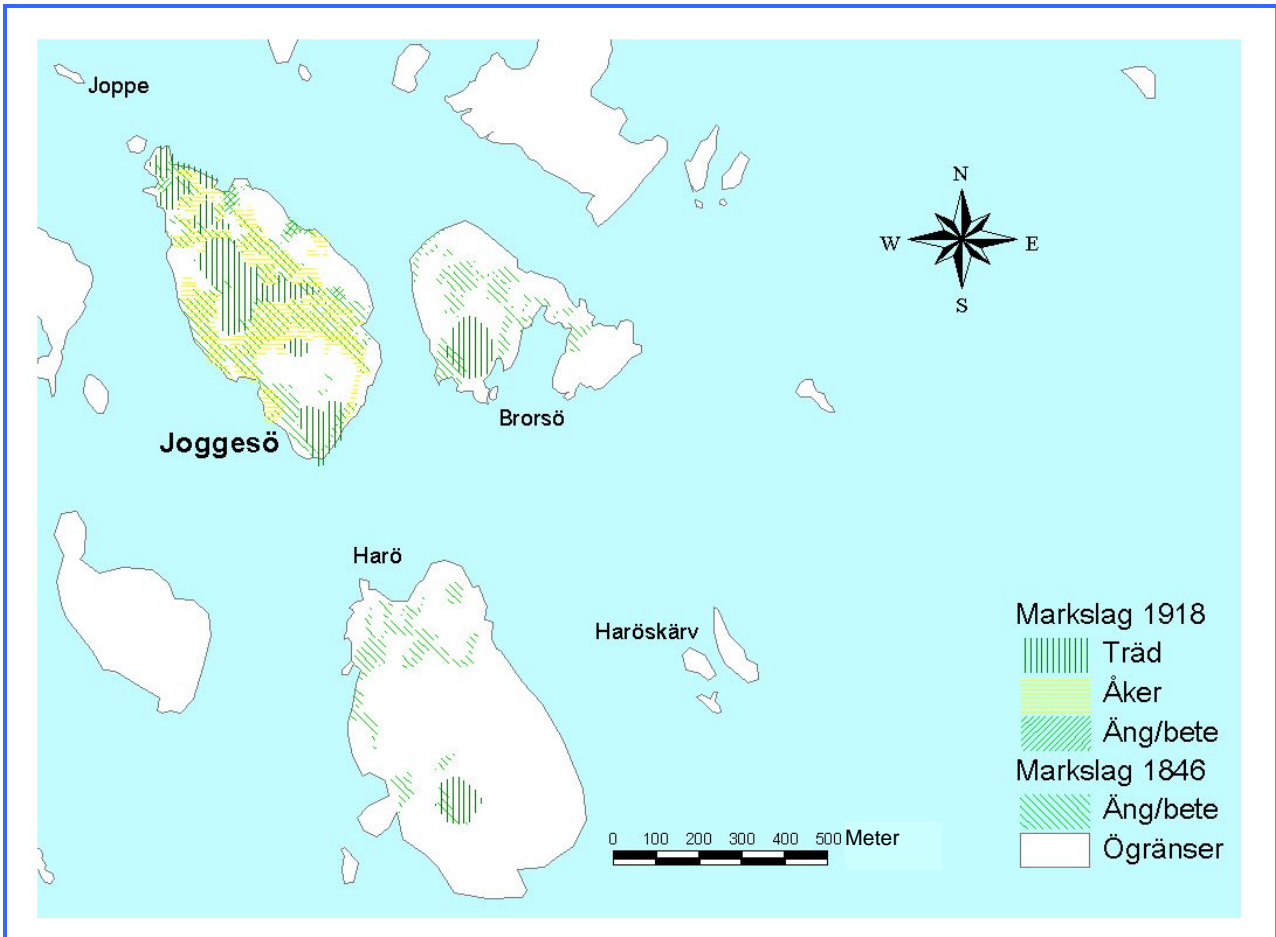 Joppe
N
W E
S
Brorsö
Joggesö
Harö
Haröskärv
Markslag 1918
Träd
Åker
Äng/bete
Markslag 1846
Äng/bete
Ögränser
0 100 200 300 400 500 Meter